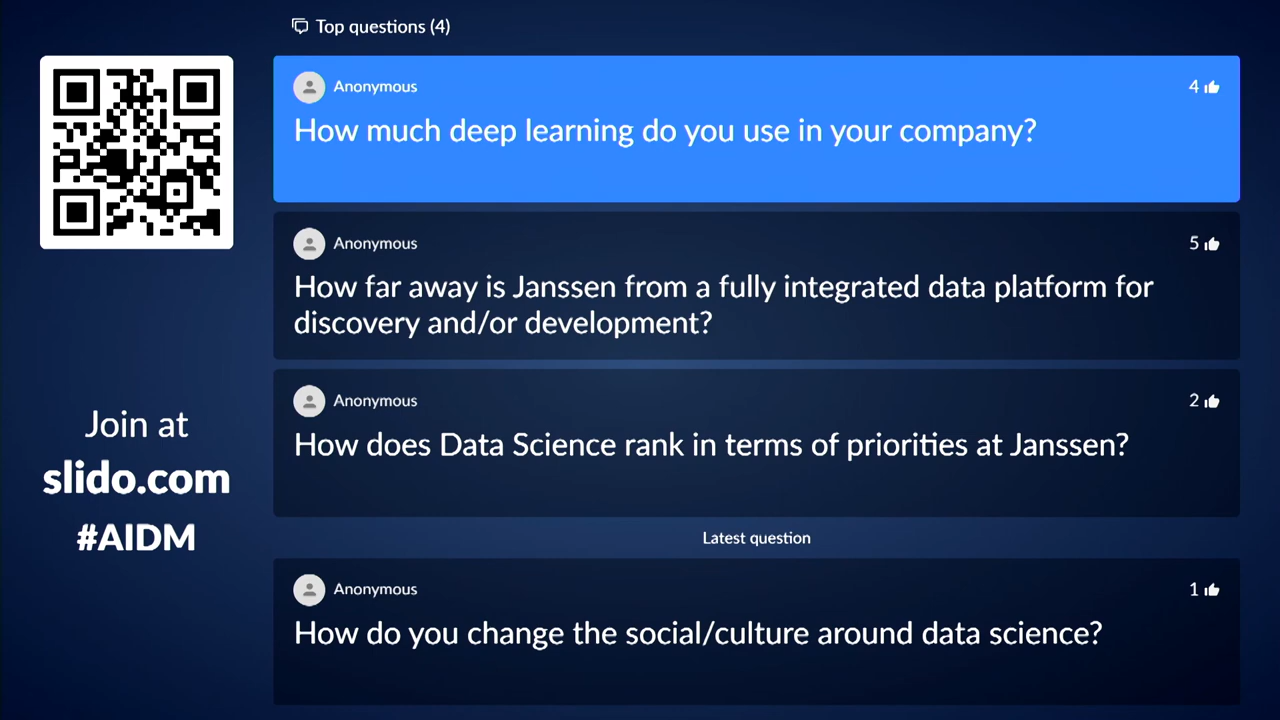 Top questions (4)
Anonymous
4
How much deep learning do you use in your company?
Anonymous
5
How far away is Janssen from a fully integrated data platform for
discovery and/or development?
Anonymous
2
How does Data Science rank in terms of priorities at Janssen?
Join at
slido.com
#AIDM
Latest question
Anonymous
1
How do you change the social/culture around data science?